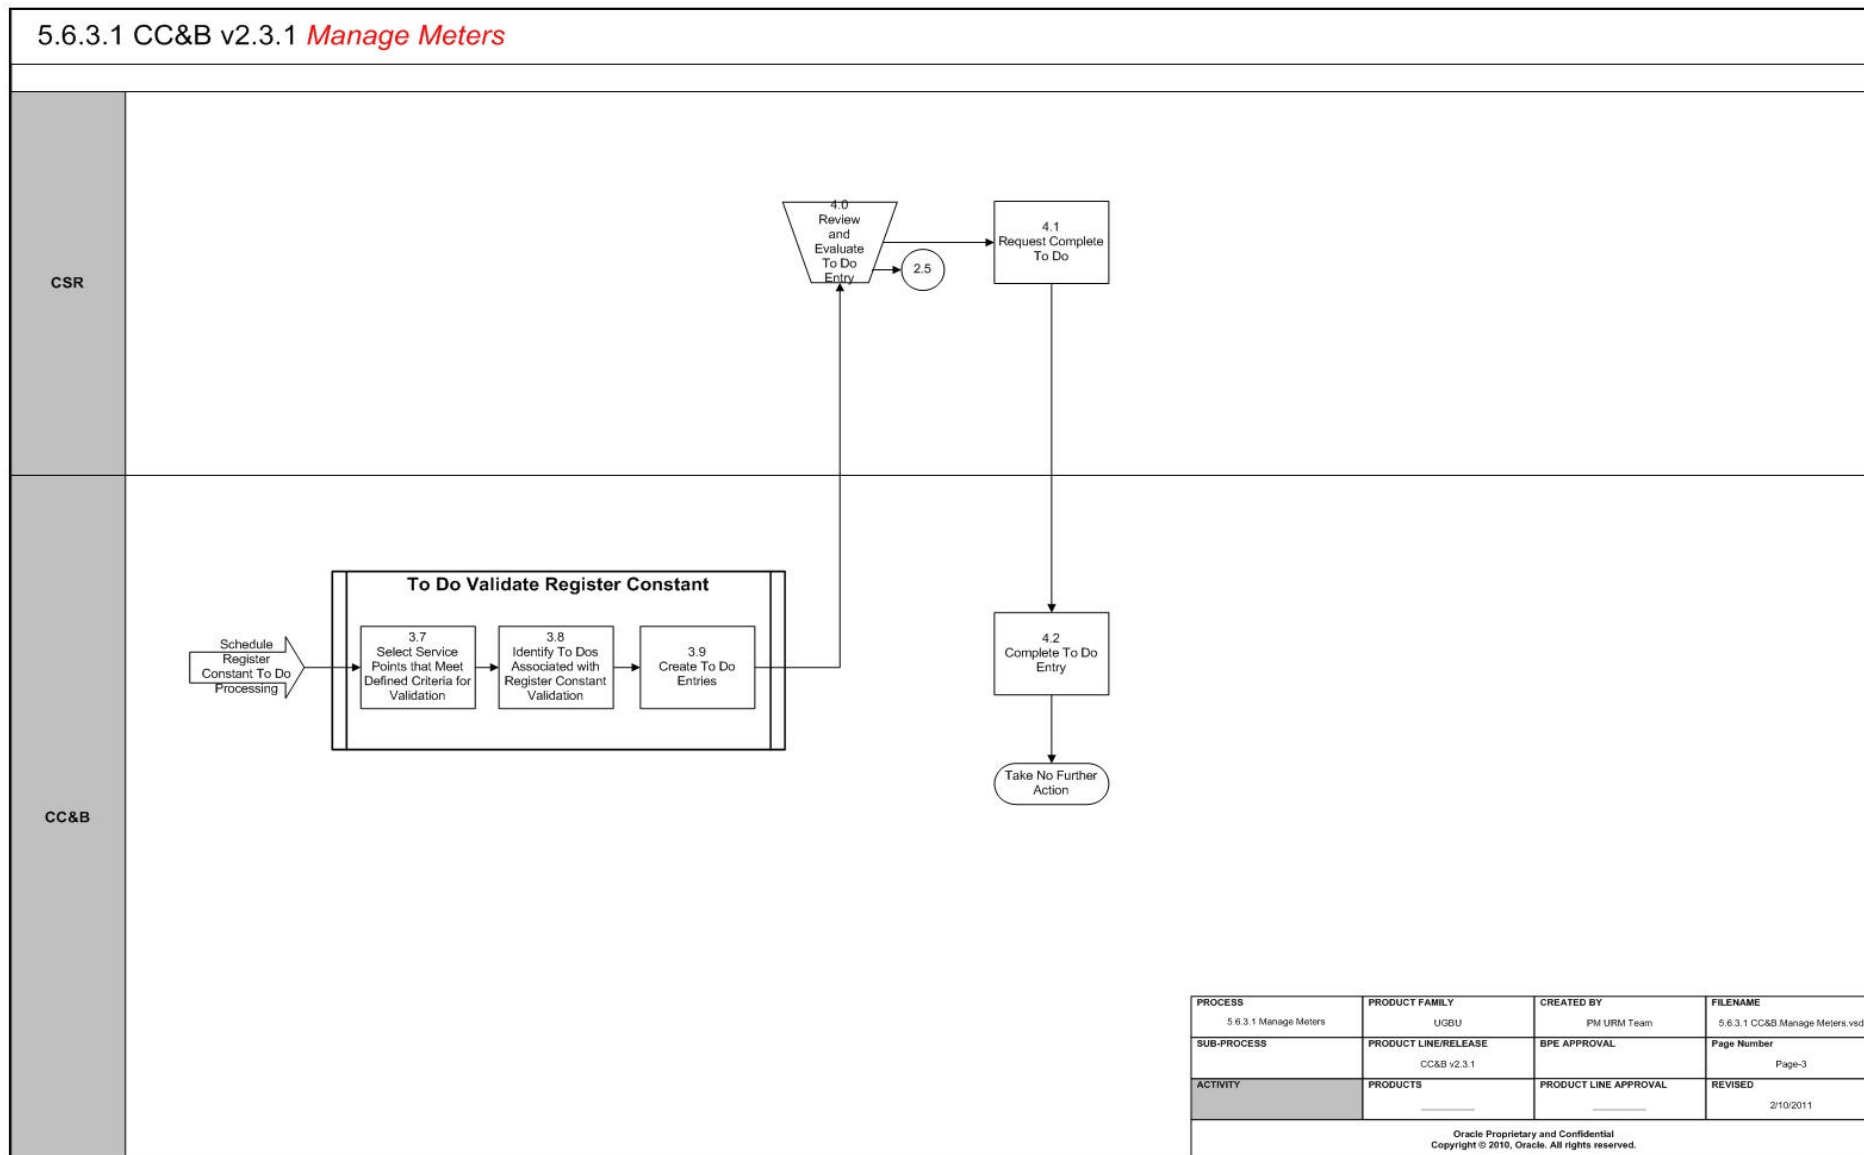 5.6.3.1 CC&B v2.3.1 Manage Meters
CSR
4.0
Review
and
Evaluate
To Do
Entry
2.5
4.1
Request Complete
To Do
CC&B
Schedule
Register
Constant To Do
Processing
To Do Validate Register Constant
3.7
Select Service
Points that Meet
Defined Criteria for
Validation
3.8
Identify To Dos
Associated with
Register Constant
Validation
3.9
Create To Do
Entries
4.2
Complete To Do
Entry
Take No Further
Action
PROCESS
5.6.3.1 Manage Meters
PRODUCT FAMILY
UGBU
CREATED BY
PM URM Team
FILENAME
5.6.3.1 CC&B.Manage Meters.vsd
SUB-PROCESS
PRODUCT LINE/RELEASE
CC&B v2.3.1
BPE APPROVAL
Page Number
Page-3
ACTIVITY
PRODUCTS
PRODUCT LINE APPROVAL
REVISED
2/10/2011
Oracle Proprietary and Confidential
Copyright © 2010, Oracle. All rights reserved.